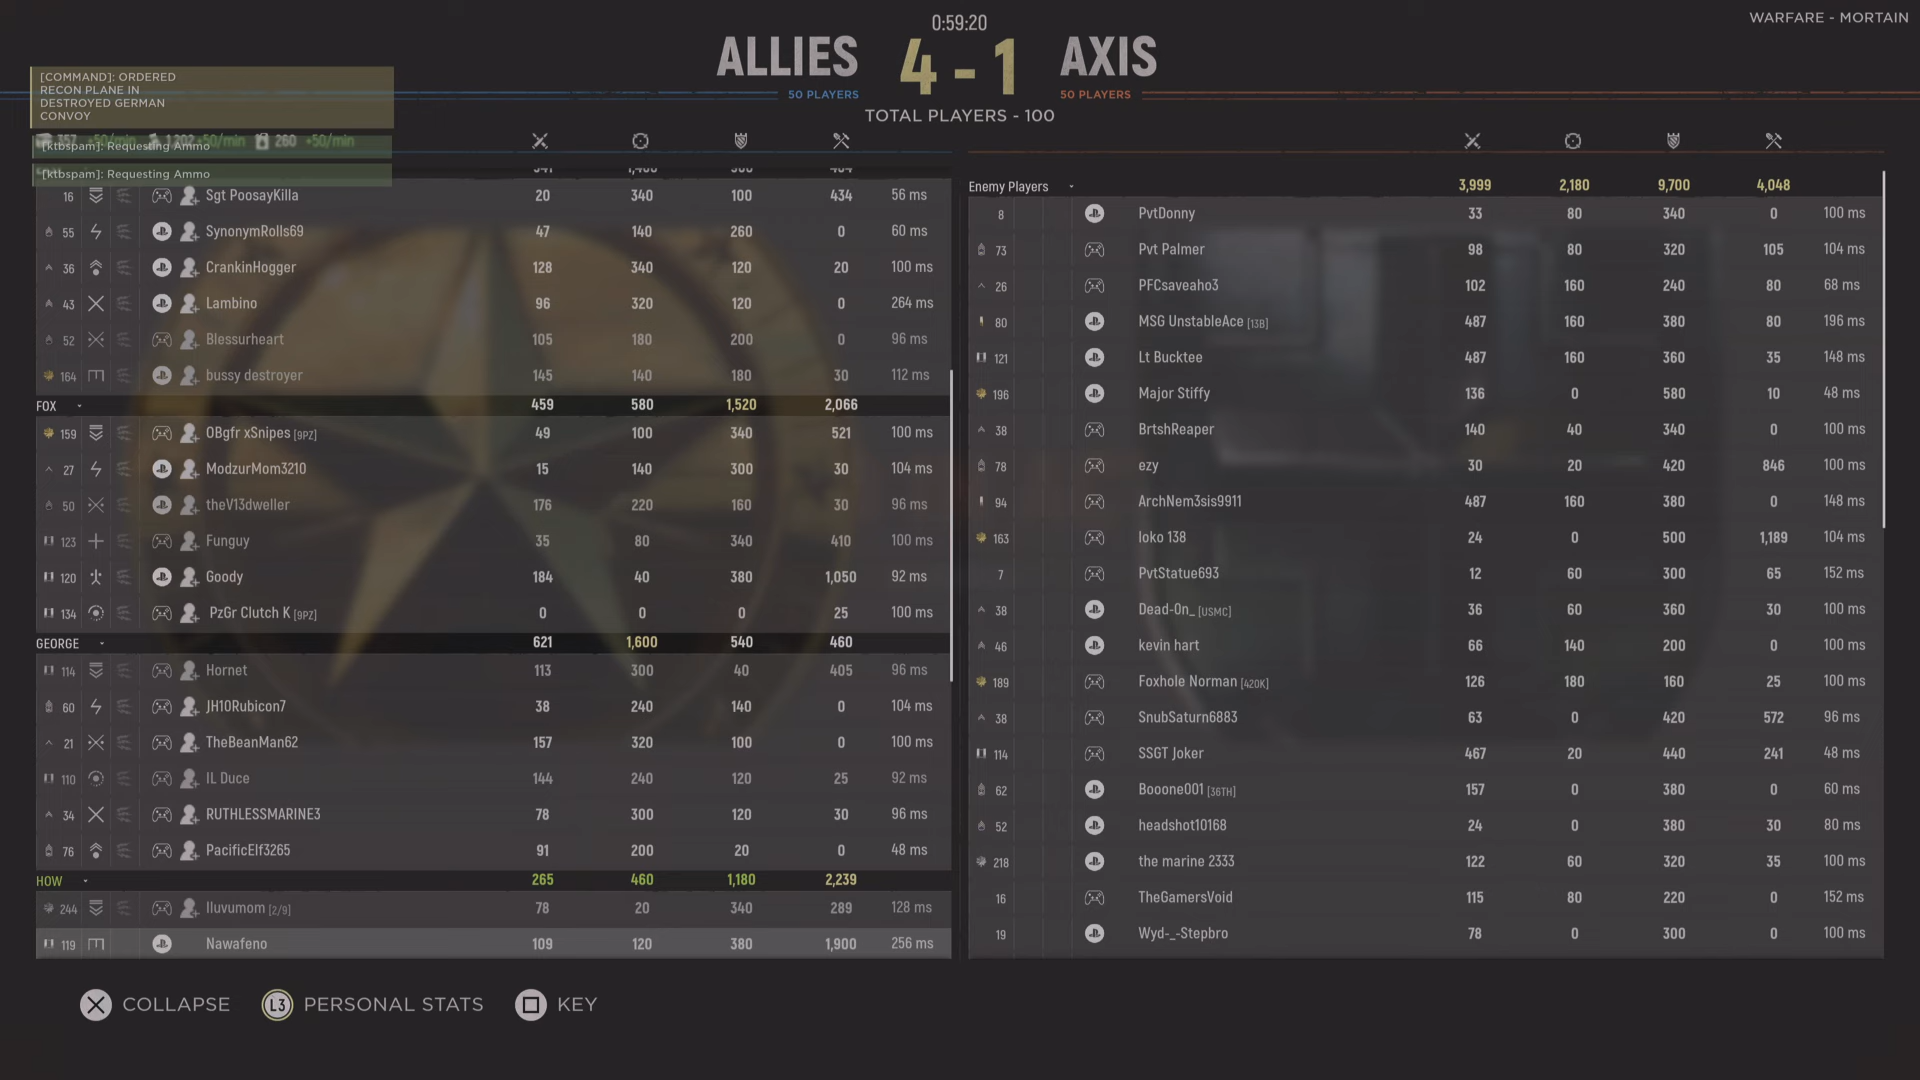 0:59:20
WARFARE - MORTAIN
ALLIES 4 - 1 AXIS
50 PLAYERS 50 PLAYERS
TOTAL PLAYERS - 100
[COMMAND]: ORDERED
RECON PLANE IN
DESTROYED GERMAN
CONVOY
357 +50/min 1,202 +50/min 260 +50/min
[ktbspam]: Requesting Ammo
[ktbspam]: Requesting Ammo
16 Sgt PoosayKilla 20 340 100 434 56 ms
55 SynonymRolls69 47 140 260 0 60 ms
36 CrankinHogger 128 340 120 20 100 ms
43 Lambino 96 320 120 0 264 ms
52 Blessurheart 105 180 200 0 96 ms
164 bussy destroyer 145 140 180 30 112 ms
FOX 459 580 1,520 2,066
159 OBgfr xSnipes [9PZ] 49 100 340 521 100 ms
27 ModzurMom3210 15 140 300 30 104 ms
50 theV13dweller 176 220 160 30 96 ms
123 Funguy 35 80 340 410 100 ms
120 Goody 184 40 380 1,050 92 ms
134 PzGr Clutch K [9PZ] 0 0 0 25 100 ms
GEORGE 621 1,600 540 460
114 Hornet 113 300 40 405 96 ms
60 JH10Rubicon7 38 240 140 0 104 ms
21 TheBeanMan62 157 320 100 0 100 ms
110 IL Duce 144 240 120 25 92 ms
34 RUTHLESSMARINE3 78 300 120 30 96 ms
76 PacificElf3265 91 200 20 0 48 ms
HOW 265 460 1,180 2,239
244 Iluvumom [2/9] 78 20 340 289 128 ms
119 Nawafeno 109 120 380 1,900 256 ms
Enemy Players 3,999 2,180 9,700 4,048
8 PvtDonny 33 80 340 0 100 ms
73 Pvt Palmer 98 80 320 105 104 ms
26 PFCsaveaho3 102 160 240 80 68 ms
80 MSG UnstableAce [13B] 487 160 380 80 196 ms
121 Lt Bucktee 487 160 360 35 148 ms
196 Major Stiffy 136 0 580 10 48 ms
38 BrtshReaper 140 40 340 0 100 ms
78 ezy 30 20 420 846 100 ms
94 ArchNem3sis9911 487 160 380 0 148 ms
163 loko 138 24 0 500 1,189 104 ms
7 PvtStatue693 12 60 300 65 152 ms
38 Dead-0n_ [USMC] 36 60 360 30 100 ms
46 kevin hart 66 140 200 0 100 ms
189 Foxhole Norman [420K] 126 180 160 25 100 ms
38 SnubSaturn6883 63 0 420 572 96 ms
114 SSGT Joker 467 20 440 241 48 ms
62 Booone001 [36TH] 157 0 380 0 60 ms
52 headshot10168 24 0 380 30 80 ms
218 the marine 2333 122 60 320 35 100 ms
16 TheGamersVoid 115 80 220 0 152 ms
19 Wyd-_-Stepbro 78 0 300 0 100 ms
COLLAPSE L3 PERSONAL STATS KEY